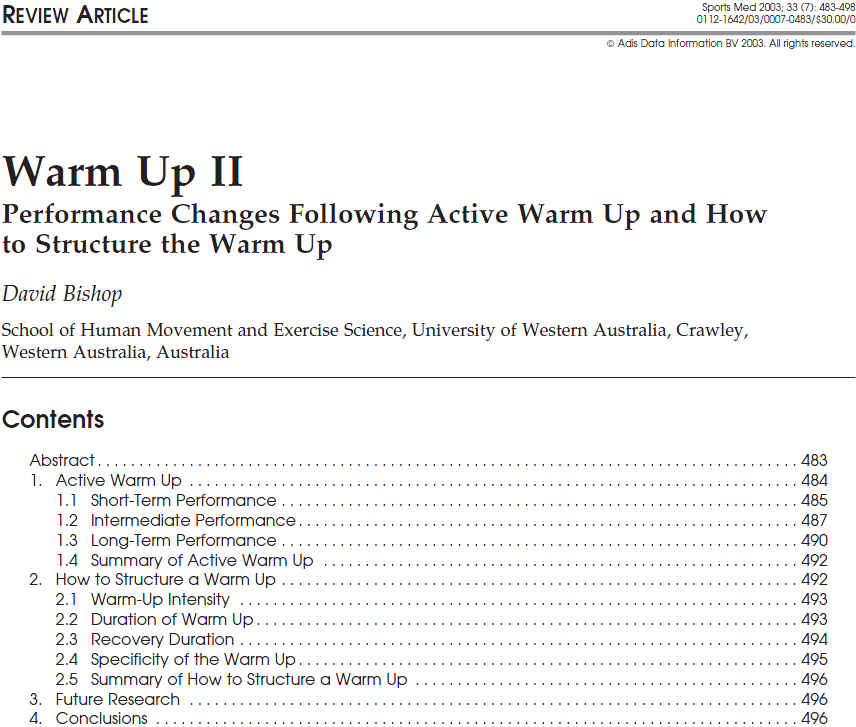 REVIEW ARTICLE
Sports Med 2003; 33 (7): 483-498
0112-1642/03/0007-0483/$30.00/0
© Adis Data Information BV 2003. All rights reserved.
Warm Up II
Performance Changes Following Active Warm Up and How
to Structure the Warm Up
David Bishop
School of Human Movement and Exercise Science, University of Western Australia, Crawley,
Western Australia, Australia
Contents
Abstract . . . . . . . . . . . . . . . . . . . . . . . . . . . . . . 483
1. Active Warm Up . . . . . . . . . . . . . . . . . . . . . . . . . . . . . . 484
1.1 Short-Term Performance . . . . . . . . . . . . . . . . . . . . . . . . . . . . . . 485
1.2 Intermediate Performance . . . . . . . . . . . . . . . . . . . . . . . . . . . . . . 487
1.3 Long-Term Performance . . . . . . . . . . . . . . . . . . . . . . . . . . . . . . 490
1.4 Summary of Active Warm Up . . . . . . . . . . . . . . . . . . . . . . . . . . . . . . 492
2. How to Structure a Warm Up . . . . . . . . . . . . . . . . . . . . . . . . . . . . . . 492
2.1 Warm-Up Intensity . . . . . . . . . . . . . . . . . . . . . . . . . . . . . . 493
2.2 Duration of Warm Up . . . . . . . . . . . . . . . . . . . . . . . . . . . . . . 493
2.3 Recovery Duration . . . . . . . . . . . . . . . . . . . . . . . . . . . . . . 494
2.4 Specificity of the Warm Up . . . . . . . . . . . . . . . . . . . . . . . . . . . . . . 495
2.5 Summary of How to Structure a Warm Up . . . . . . . . . . . . . . . . . . . . . . . . . . . . . . 496
3. Future Research . . . . . . . . . . . . . . . . . . . . . . . . . . . . . . 496
4. Conclusions . . . . . . . . . . . . . . . . . . . . . . . . . . . . . . 496